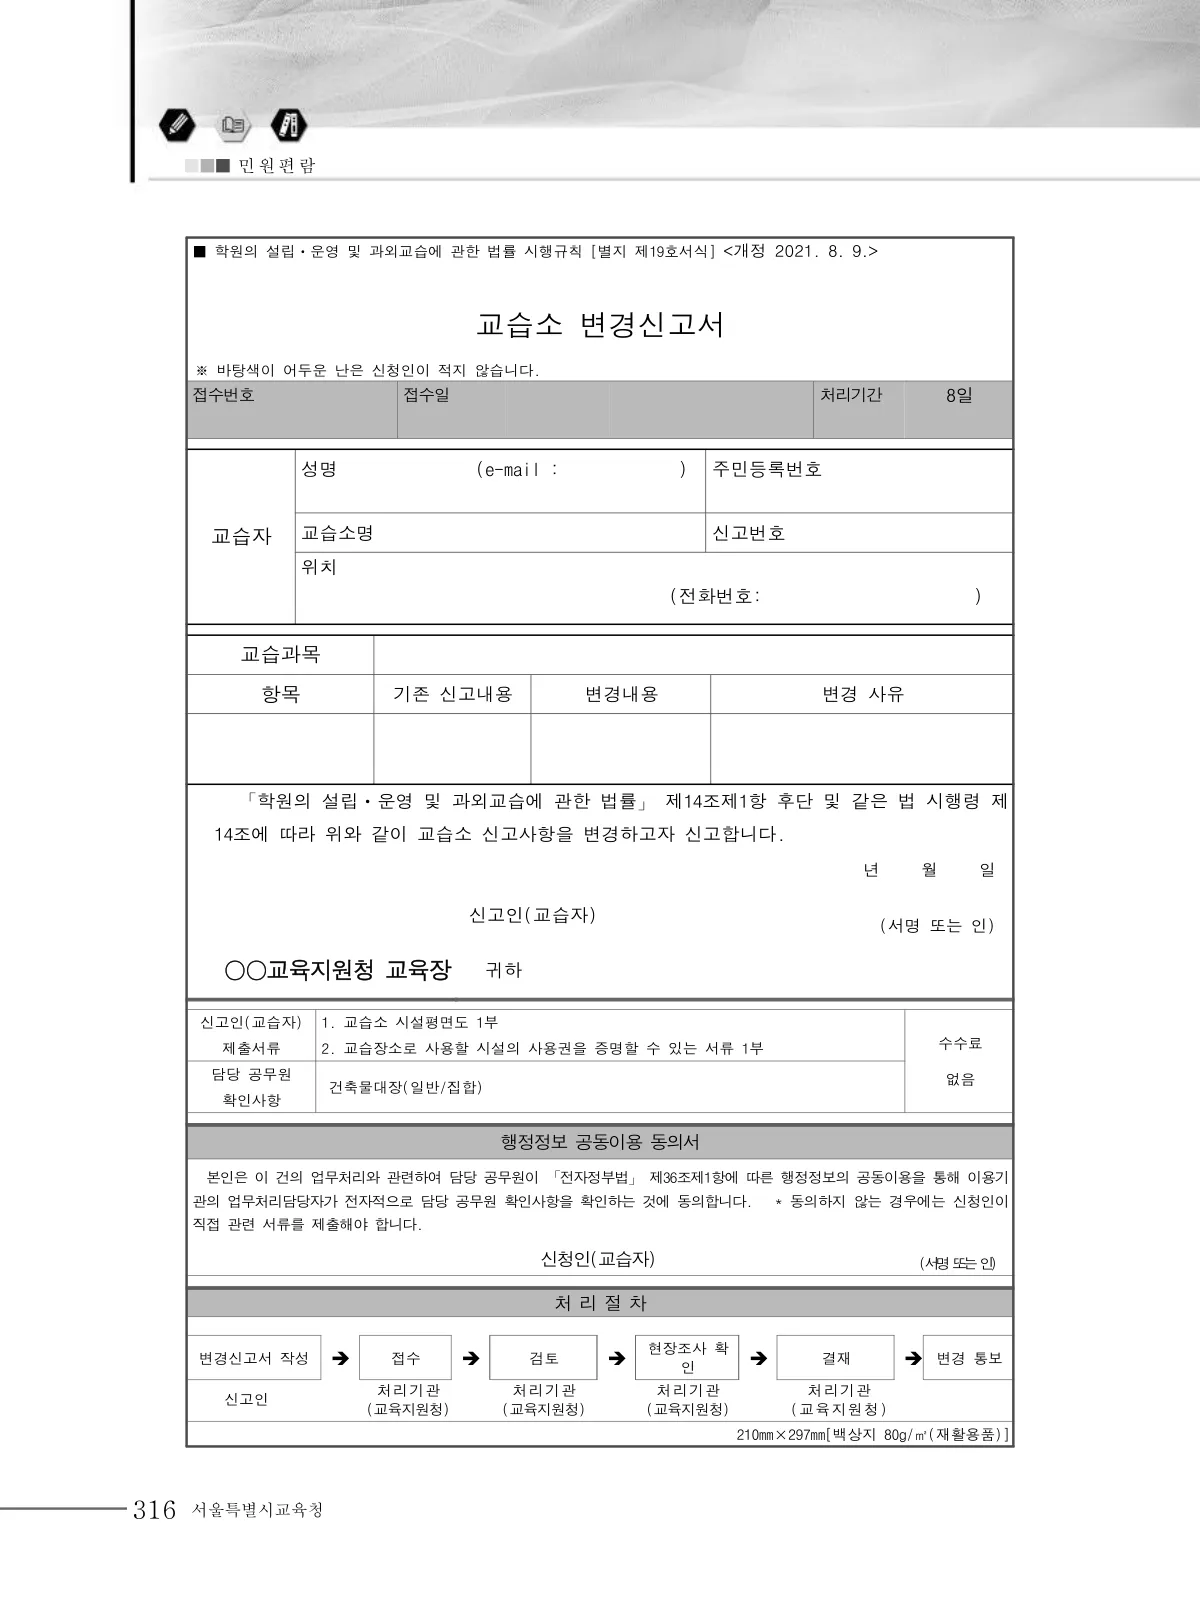 민원편람
■ 학원의 설립ㆍ운영 및 과외교습에 관한 법률 시행규칙 [별지 제19호서식] <개정 2021. 8. 9.>
교습소 변경신고서
※ 바탕색이 어두운 난은 신청인이 적지 않습니다.
접수번호 접수일 처리기간 8일
성명 (e-mail : ) 주민등록번호
교습자
교습소명 신고번호
위치
(전화번호: )
교습과목
항목 기존 신고내용 변경내용 변경 사유
「학원의 설립ㆍ운영 및 과외교습에 관한 법률」 제14조제1항 후단 및 같은 법 시행령 제
14조에 따라 위와 같이 교습소 신고사항을 변경하고자 신고합니다.
년 월 일
신고인(교습자)
(서명 또는 인)
○○교육지원청 교육장 귀하
신고인(교습자)
제출서류
1. 교습소 시설평면도 1부
2. 교습장소로 사용할 시설의 사용권을 증명할 수 있는 서류 1부
수수료
없음
담당 공무원
확인사항
건축물대장(일반/집합)
행정정보 공동이용 동의서
본인은 이 건의 업무처리와 관련하여 담당 공무원이 「전자정부법」 제36조제1항에 따른 행정정보의 공동이용을 통해 이용기
관의 업무처리담당자가 전자적으로 담당 공무원 확인사항을 확인하는 것에 동의합니다. * 동의하지 않는 경우에는 신청인이
직접 관련 서류를 제출해야 합니다.
신청인(교습자)
(서명 또는 인)
처 리 절 차
변경신고서 작성 ➔ 접수 ➔ 검토 ➔ 현장조사 확
인 ➔ 결재 ➔ 변경 통보
신고인 처리기관 처리기관 처리기관 처리기관
(교육지원청) (교육지원청) (교육지원청) (교육지원청)
210㎜×297㎜[백상지 80g/㎡(재활용품)]
316 서울특별시교육청